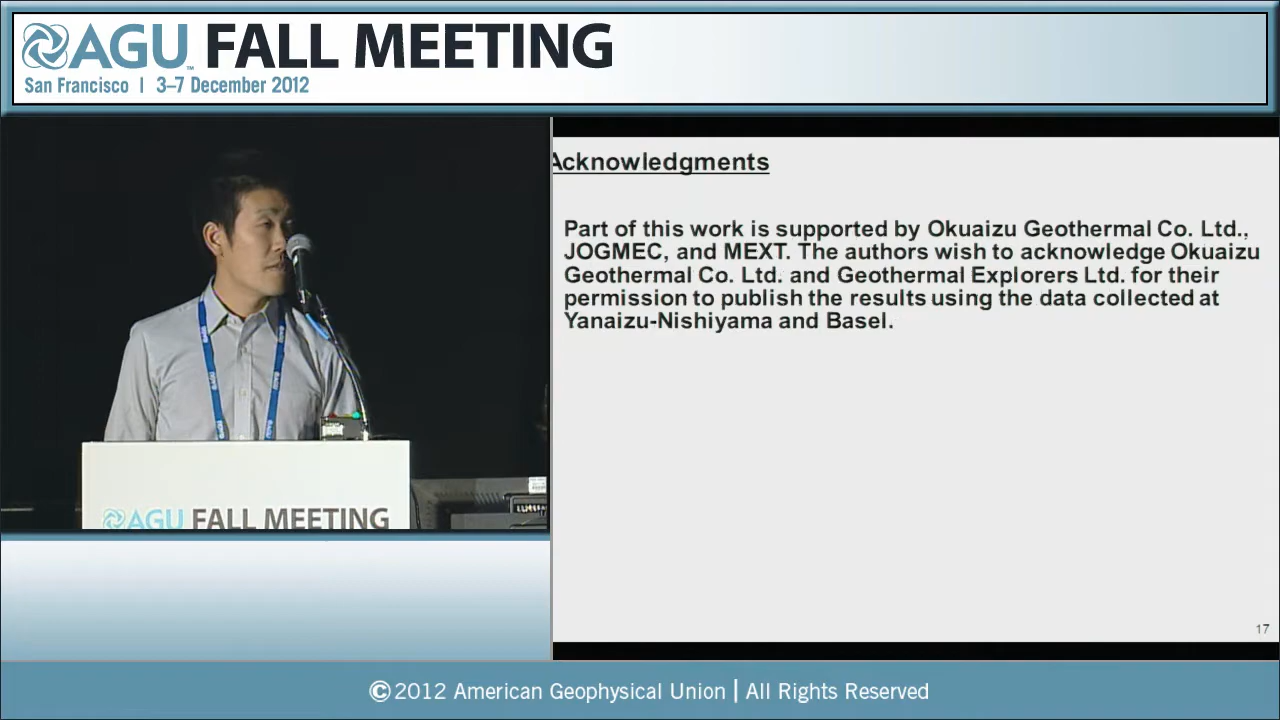 AGU FALL MEETING
San Francisco | 3–7 December 2012
Acknowledgments
Part of this work is supported by Okuaizu Geothermal Co. Ltd.,
JOGMEC, and MEXT. The authors wish to acknowledge Okuaizu
Geothermal Co. Ltd. and Geothermal Explorers Ltd. for their
permission to publish the results using the data collected at
Yanaizu-Nishiyama and Basel.
17
AGU FALL MEETING
©2012 American Geophysical Union | All Rights Reserved